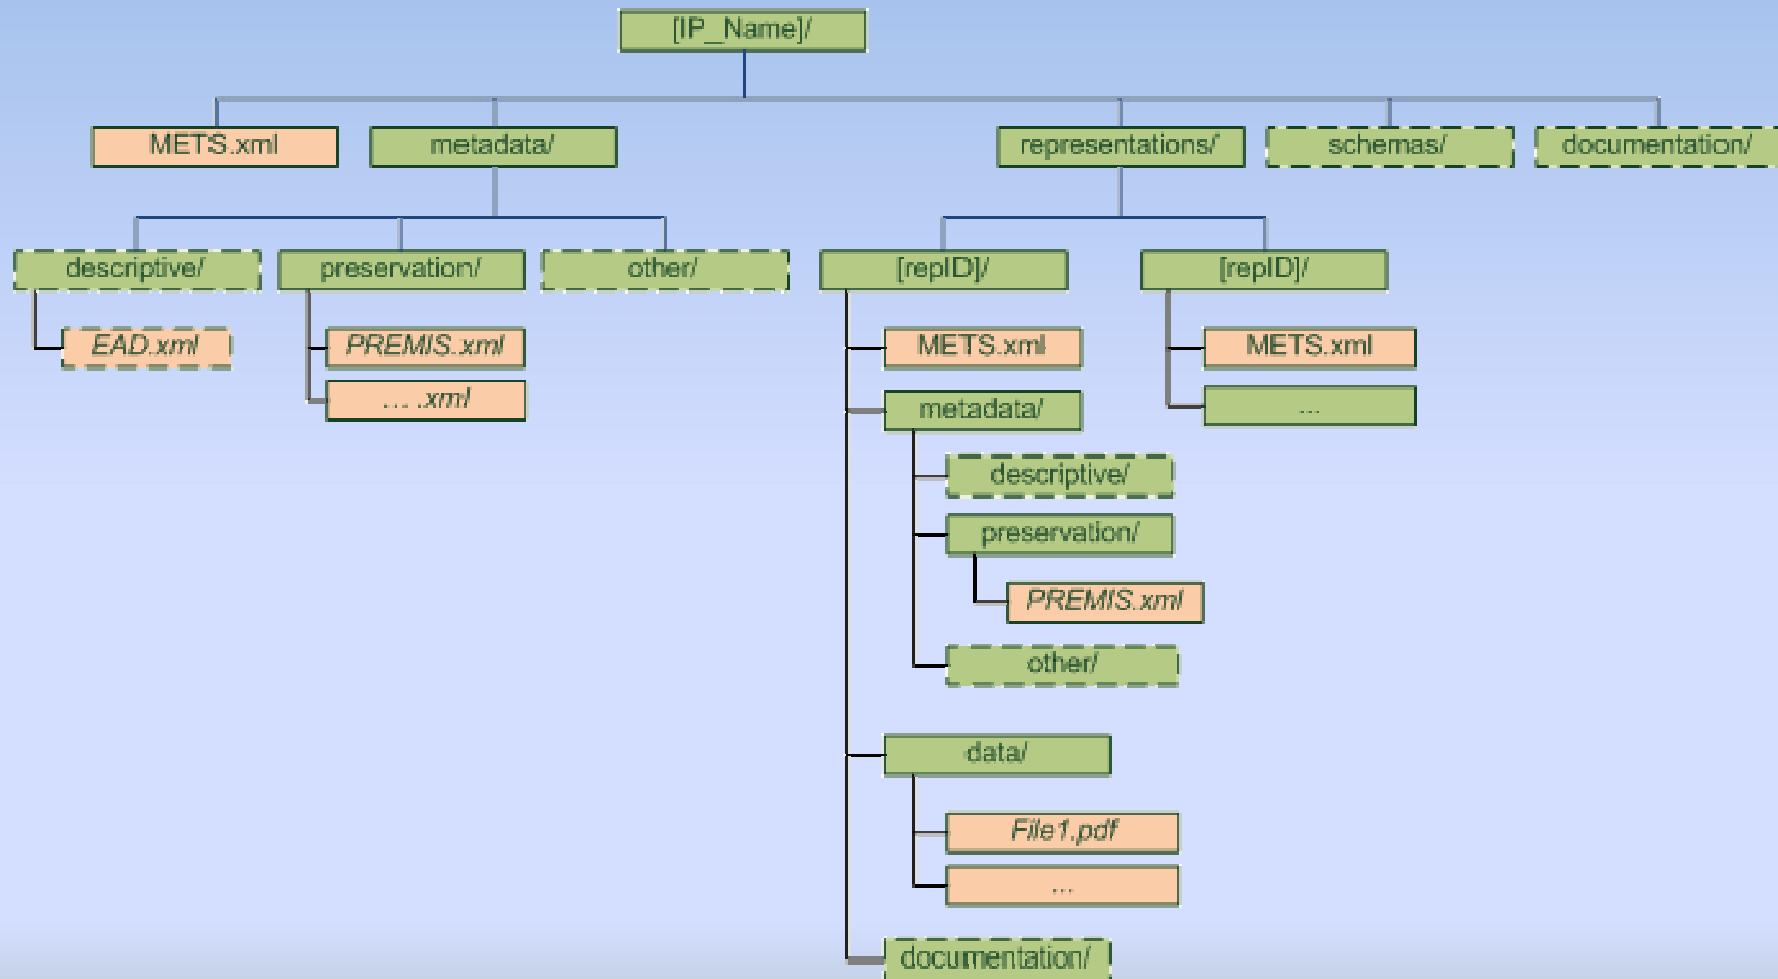 [IP_Name]/
METS.xml
metadata/
representations/
schemas/
documentation/
descriptive/
preservation/
other/
[repID]/
[repID]/
EAD.xml
PREMIS.xml
METS.xml
METS.xml
... .xml
metadata/
...
descriptive/
preservation/
PREMIS.xml
other/
data/
File1.pdf
...
documentation/